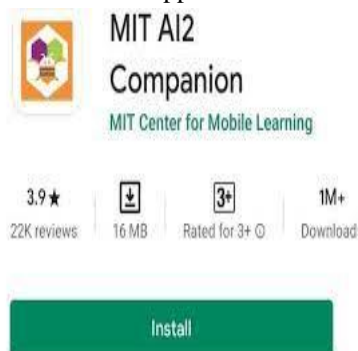 MIT AI2
Companion
MIT Center for Mobile Learning
3.9★ 3+ 1M+
22K reviews 16 MB Rated for 3+ Download
Install